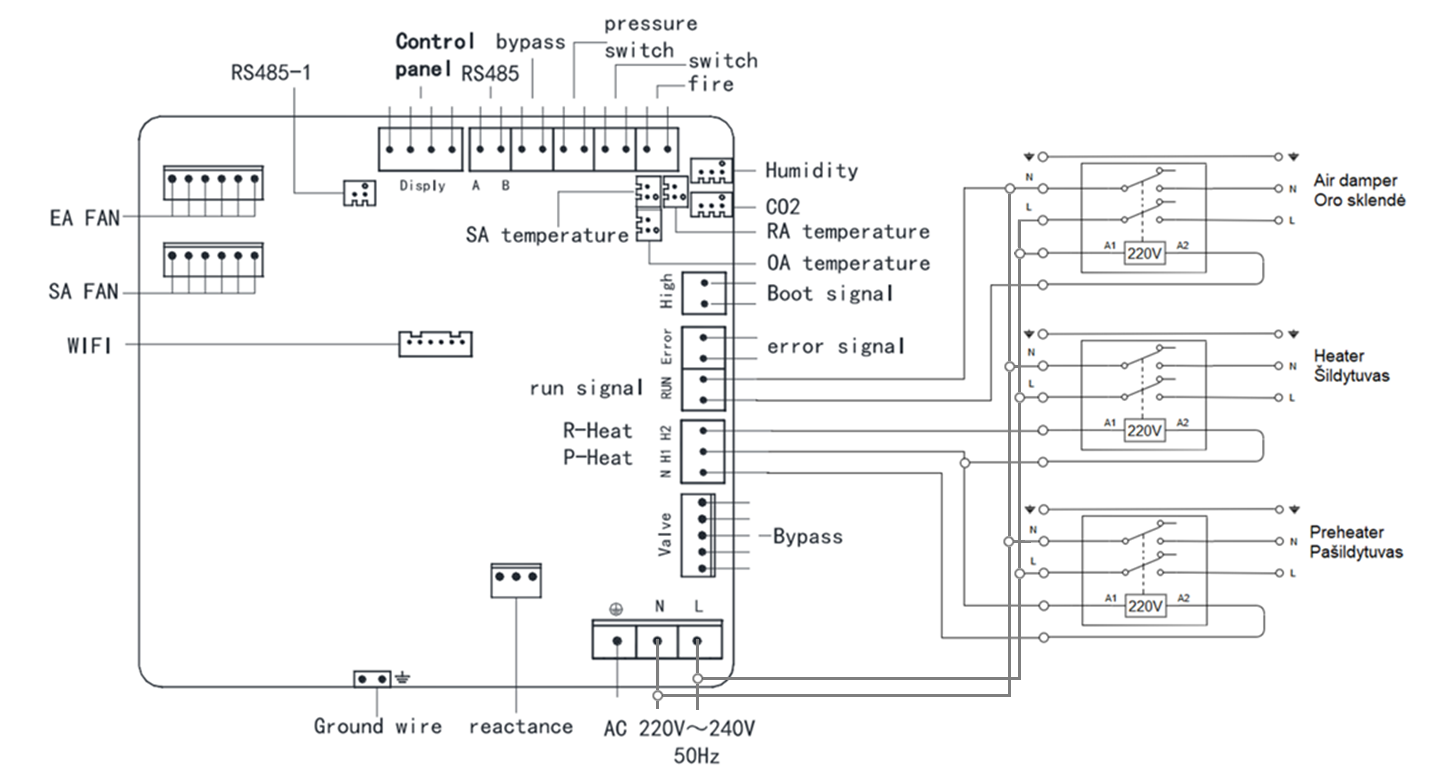 pressure
switch
Control
panel
bypass
RS485
switch
fire
RS485-1
Disply
A
B
Humidity
CO2
RA temperature
OA temperature
SA temperature
EA FAN
SA FAN
WIFI
High
Boot signal
Error
error signal
RUN
run signal
R-Heat
P-Heat
N H1 H2
Valve
Bypass
N
L
Ground wire
reactance
AC 220V～240V
50Hz
N
L
A1
220V
A2
N
L
Air damper
Oro sklendė
N
L
A1
220V
A2
N
L
Heater
Šildytuvas
N
L
A1
220V
A2
N
L
Preheater
Pašildytuvas